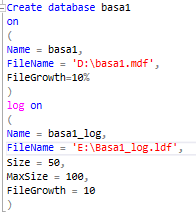 Create database basa1
on
(
Name = basa1,
FileName = 'D:\basa1.mdf',
FileGrowth=10%
)
log on
(
Name = basa1_log,
FileName = 'E:\Basa1_log.ldf',
Size = 50,
MaxSize = 100,
FileGrowth = 10
)